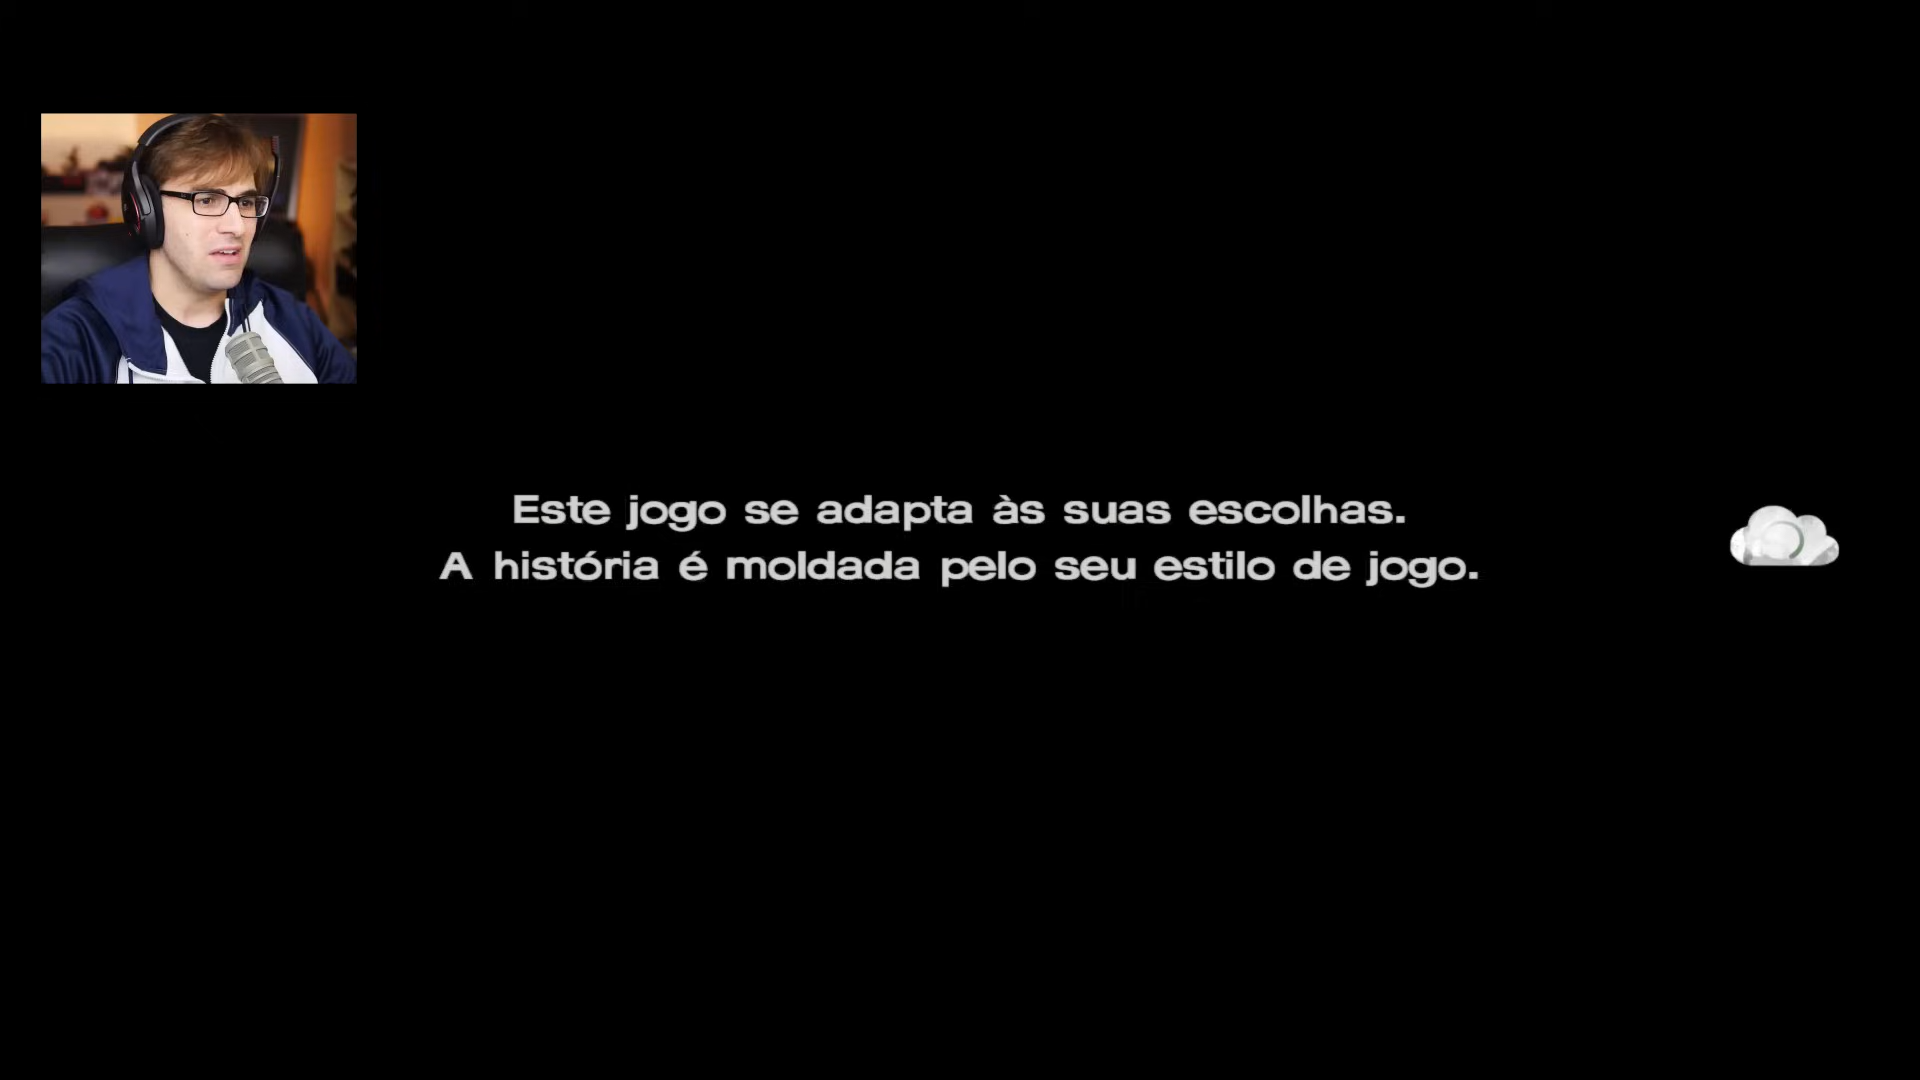 Este jogo se adapta às suas escolhas.
A história é moldada pelo seu estilo de jogo.